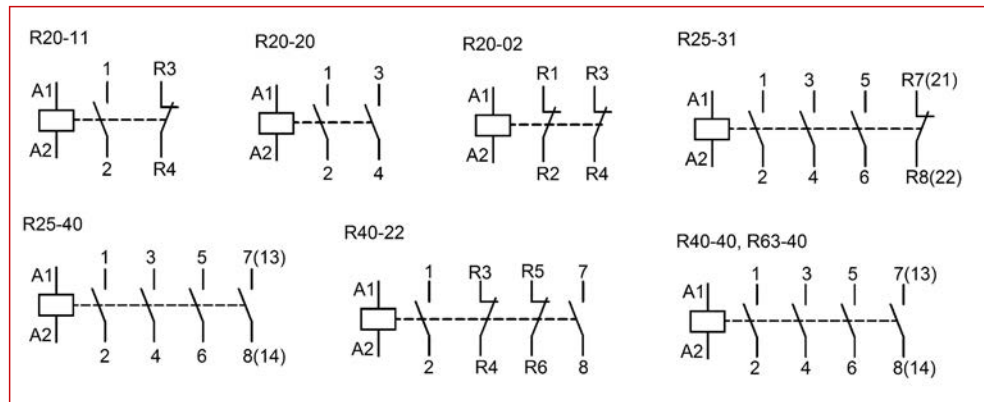 R20-11
A1
1
R3
A2
2
R4
R20-20
A1
1
3
A2
2
4
R20-02
A1
R1
R3
A2
R2
R4
R25-31
A1
1
3
5
R7(21)
A2
2
4
6
R8(22)
R25-40
A1
1
3
5
7(13)
A2
2
4
6
8(14)
R40-22
A1
1
R3
R5
7
A2
2
R4
R6
8
R40-40, R63-40
A1
1
3
5
7(13)
A2
2
4
6
8(14)